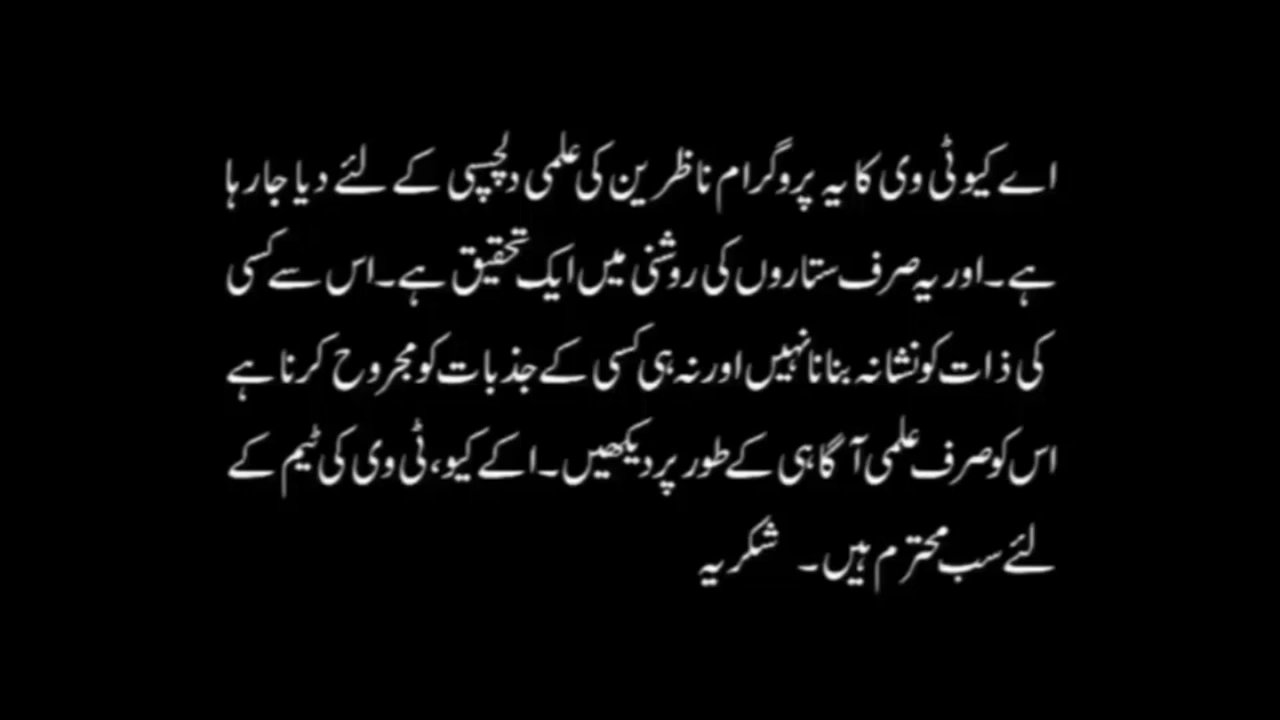 اے کیو ٹی وی کا یہ پروگرام ناظرین کی علمی دلچسپی کے لئے دیا جا رہا
ہے۔ اور یہ صرف ستاروں کی روشنی میں ایک تحقیق ہے۔ اس سے کسی
کی ذات کو نشانہ بنانا نہیں اور نہ ہی کسی کے جذبات کو مجروح کرنا ہے
اس کو صرف علمی آگاہی کے طور پر دیکھیں۔ اکے کیو، ٹی وی کی ٹیم کے
لئے سب محترم ہیں۔ شکریہ